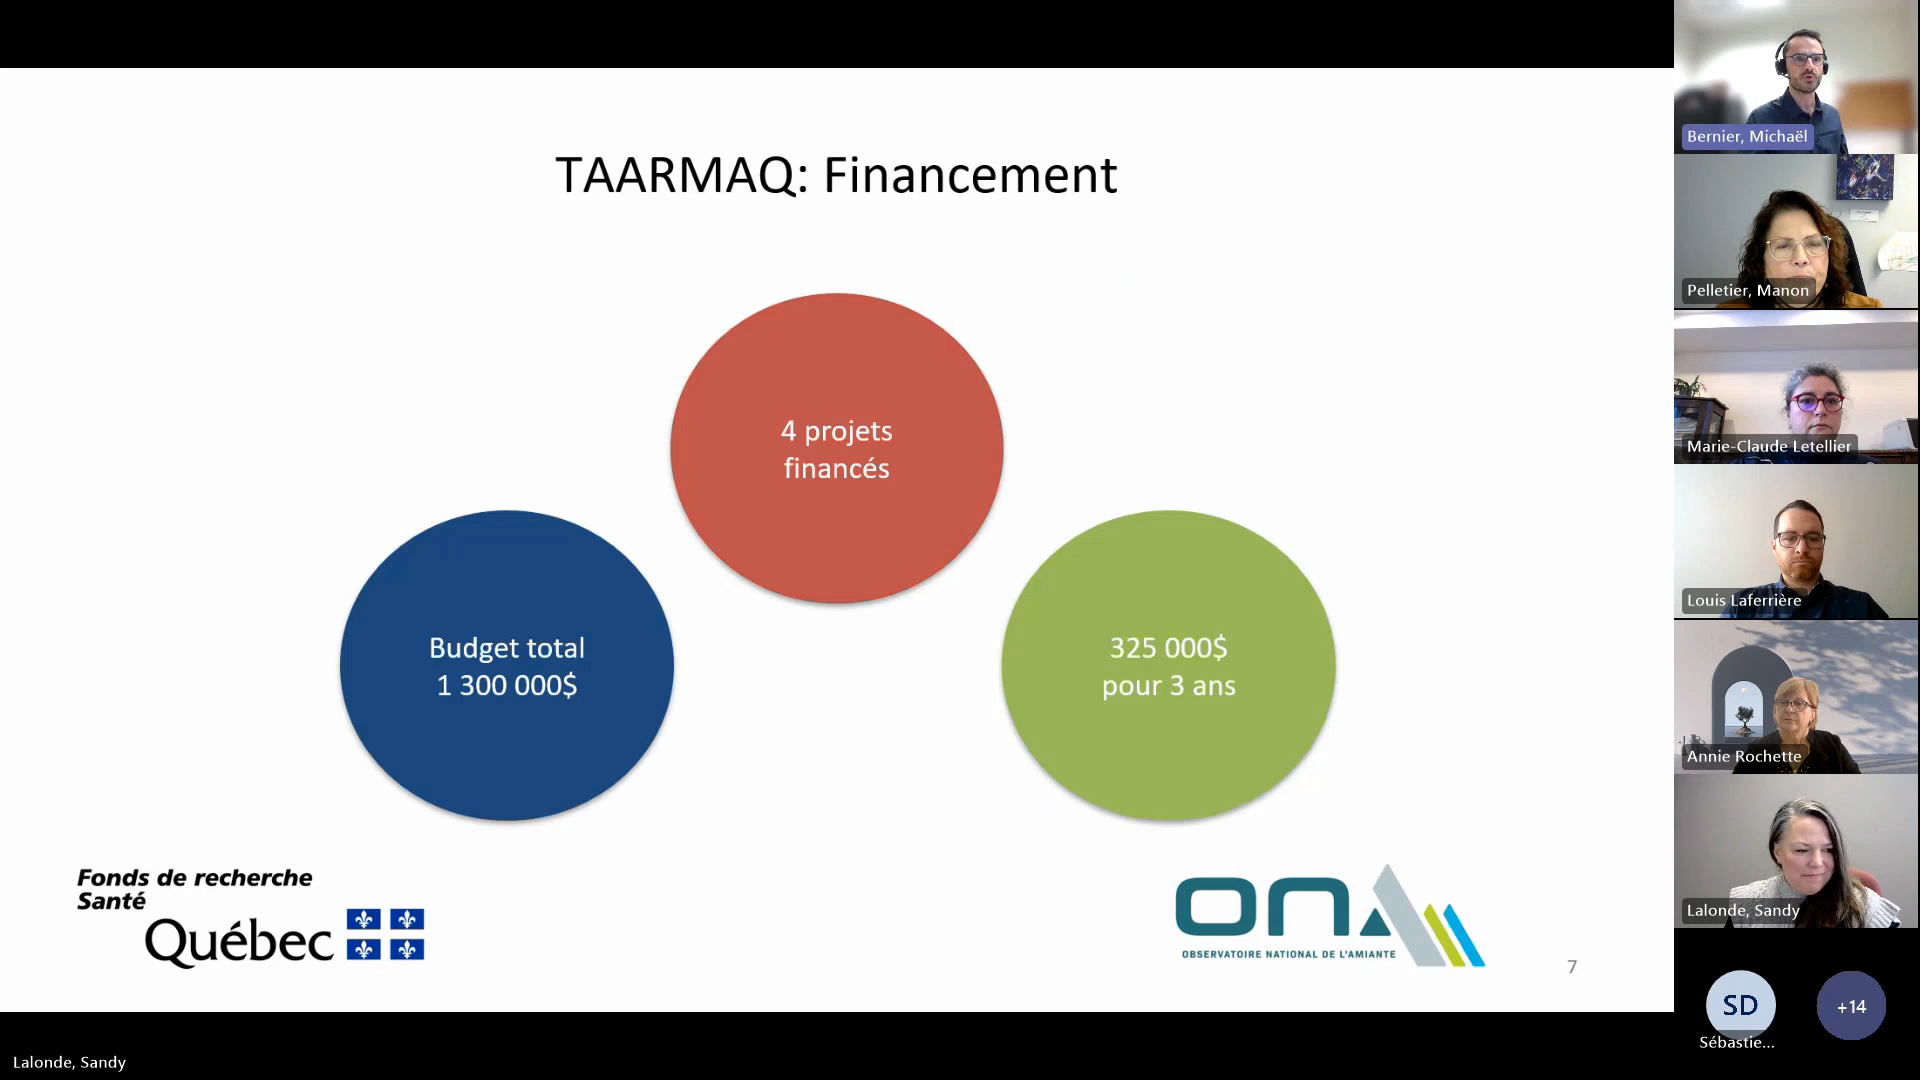 TAARMAQ: Financement
4 projets
financés
Budget total
1 300 000$
325 000$
pour 3 ans
Fonds de recherche
Santé
Québec
ona
OBSERVATOIRE NATIONAL DE L'AMIANTE
7
Bernier, Michaël
Pelletier, Manon
Marie-Claude Letellier
Louis Laferrière
Annie Rochette
Lalonde, Sandy
SD
Sébastie...
+14
Lalonde, Sandy